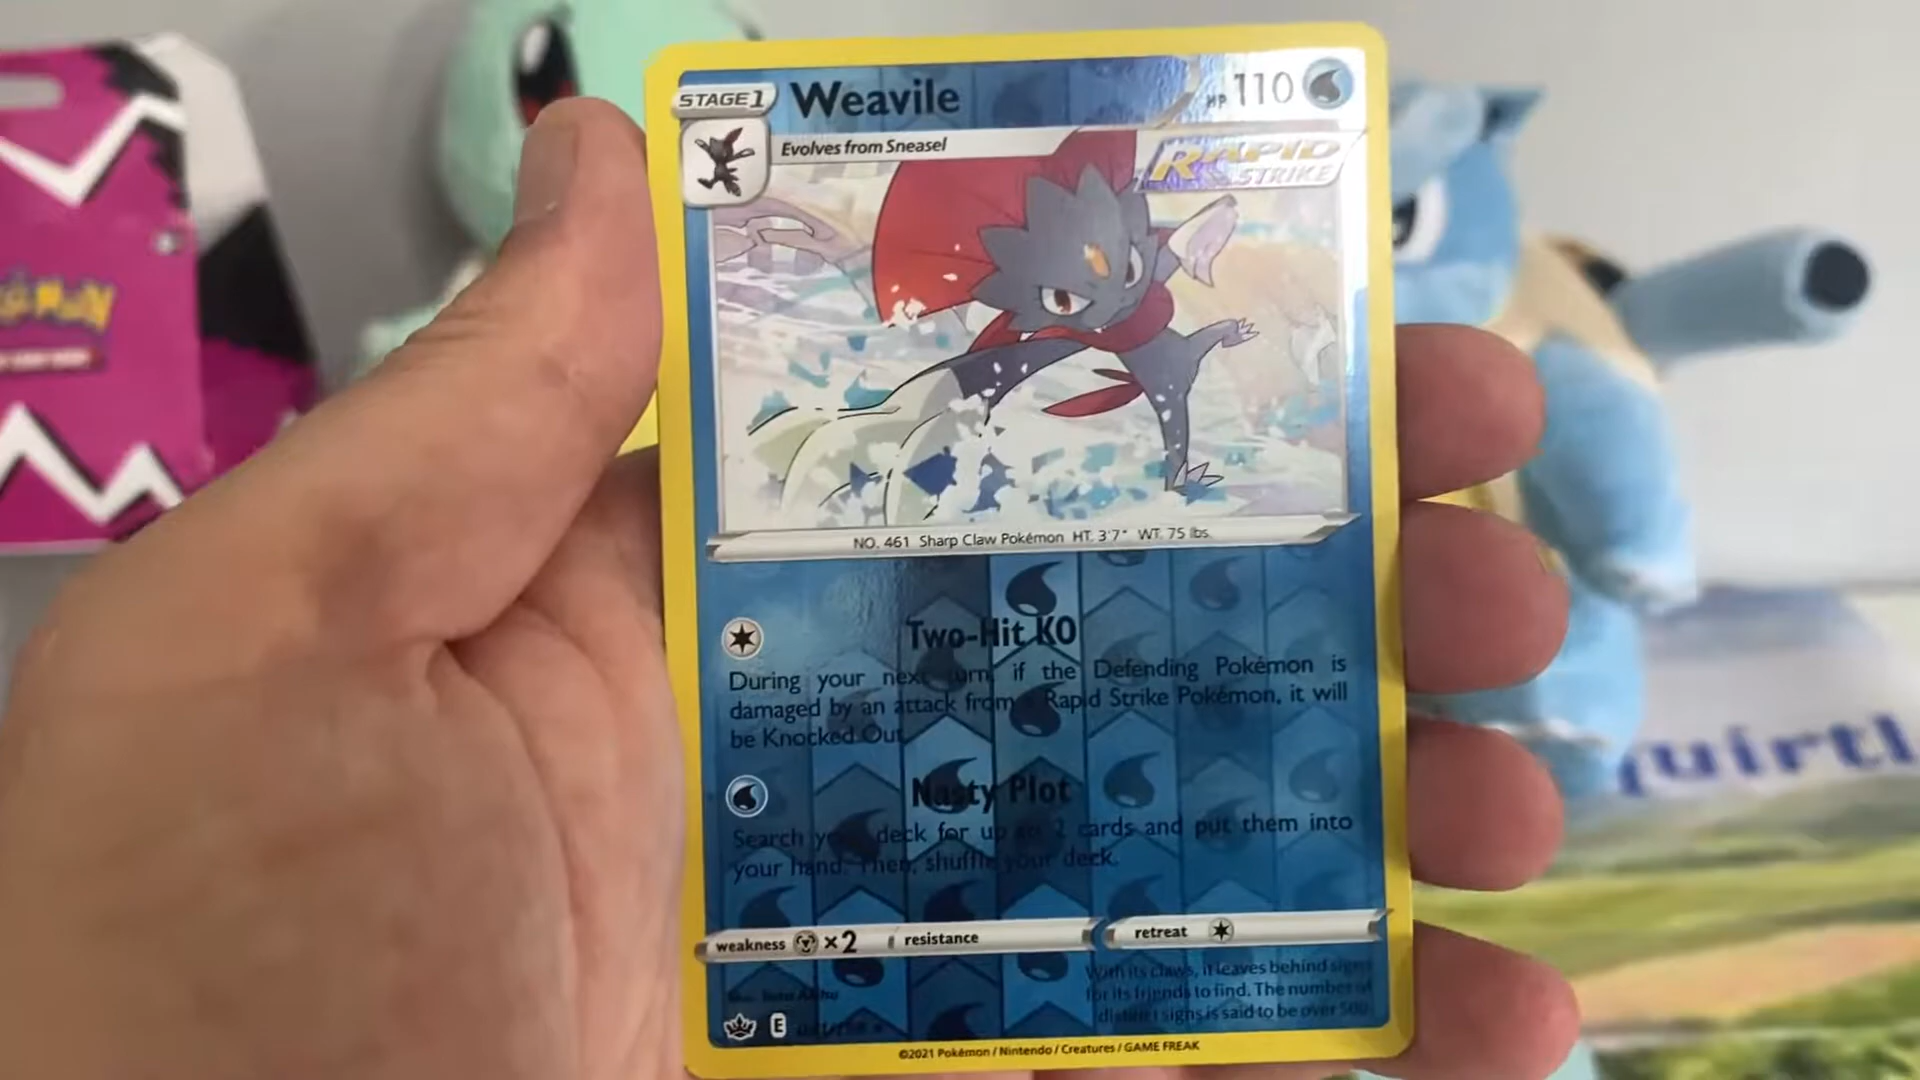 STAGE 1 Weavile HP 110
Evolves from Sneasel
RAPID
STRIKE
NO. 461 Sharp Claw Pokémon HT. 3'7" WT. 75 lbs.
Two-Hit KO
During your next turn, if the Defending Pokémon is
damaged by an attack from a Rapid Strike Pokémon, it will
be Knocked Out.
Nasty Plot
Search your deck for up to 2 cards and put them into
your hand. Then, shuffle your deck.
weakness ×2 resistance retreat
With its claws, it leaves behind signs
for its friends to find. The number of
distinct signs is said to be over 500.
E
©2021 Pokémon / Nintendo / Creatures / GAME FREAK